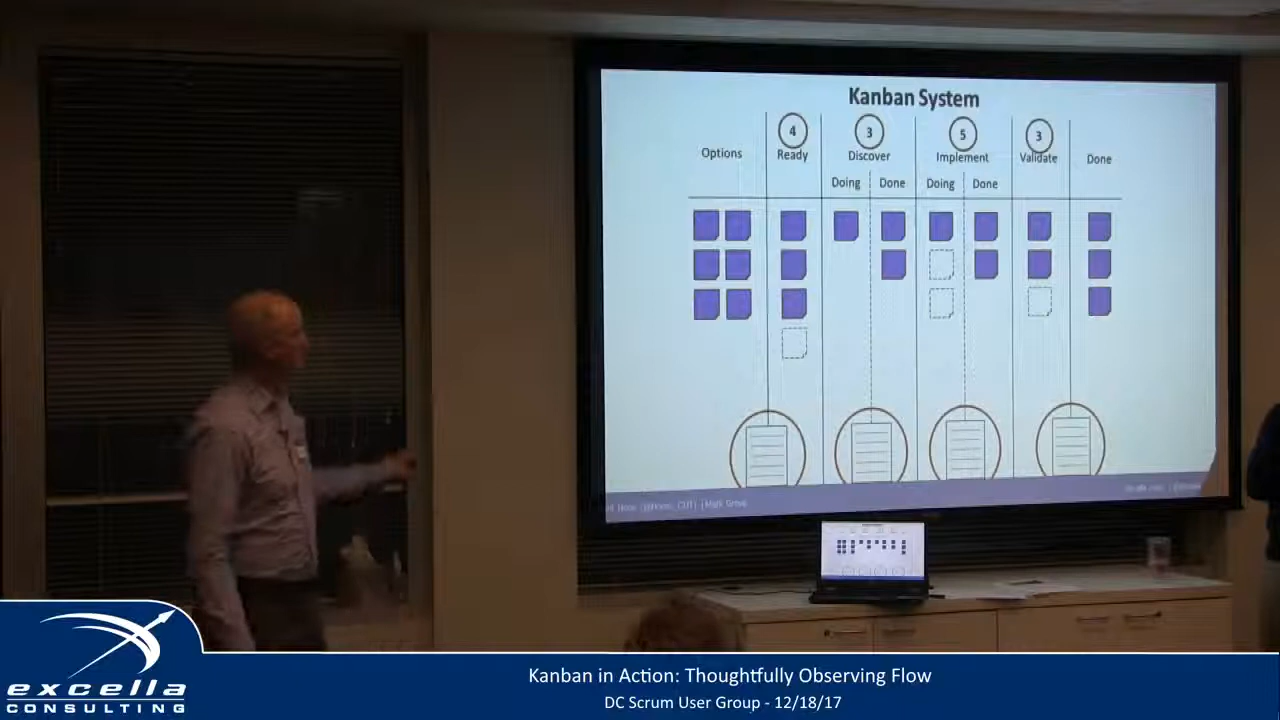 Kanban System
4
3
5
3
Options
Ready
Discover
Implement
Validate
Done
Doing
Done
Doing
Done
excella
CONSULTING
Kanban in Action: Thoughtfully Observing Flow
DC Scrum User Group - 12/18/17